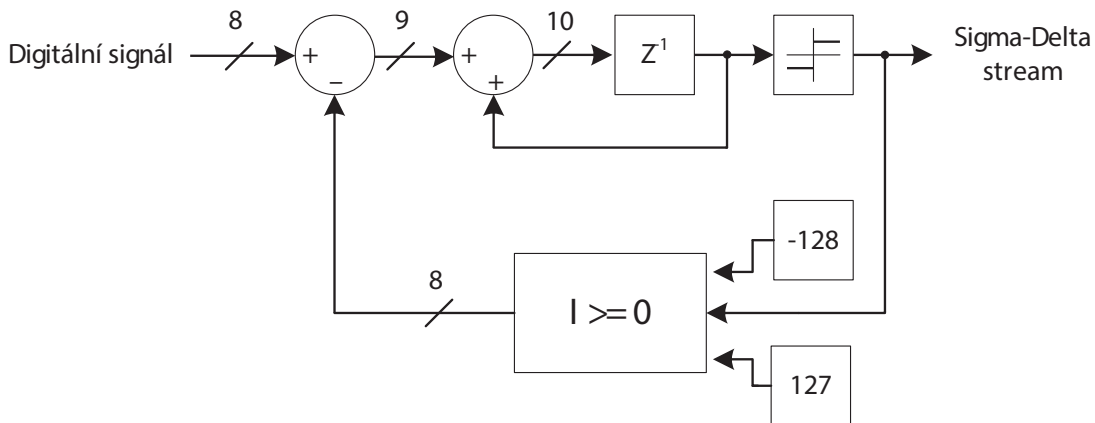 8
9
10
Digitální signál
+
−
+
+
Z⁻¹
Sigma-Delta
stream
-128
8
I >= 0
127